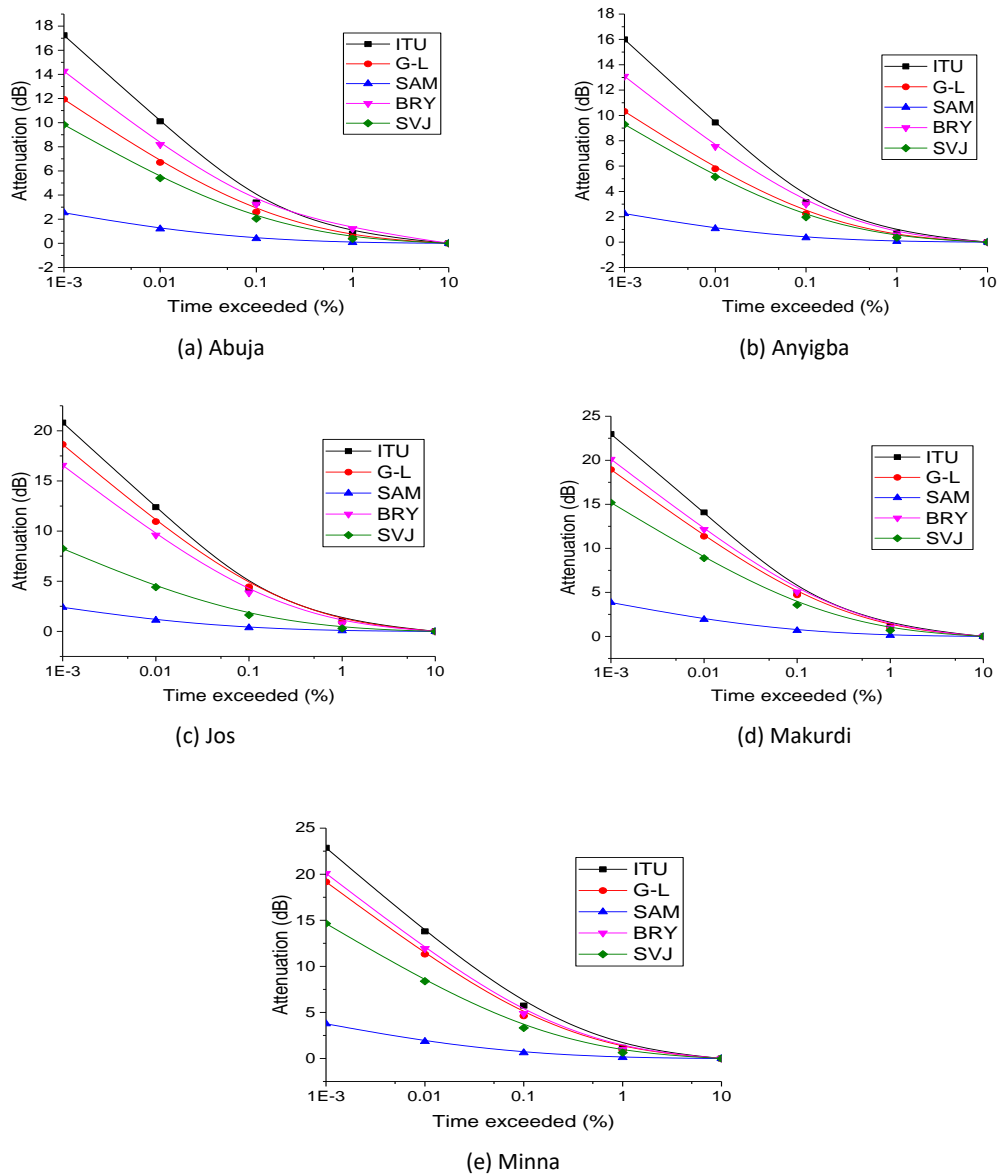 18
16
14
12
10
8
6
4
2
0
-2
Attenuation (dB)
ITU
G-L
SAM
BRY
SVJ
1E-3 0.01 0.1 1 10
Time exceeded (%)
(a) Abuja
18
16
14
12
10
8
6
4
2
0
-2
Attenuation (dB)
ITU
G-L
SAM
BRY
SVJ
1E-3 0.01 0.1 1 10
Time exceeded (%)
(b) Anyigba
20
15
10
5
0
Attenuation (dB)
ITU
G-L
SAM
BRY
SVJ
1E-3 0.01 0.1 1 10
Time exceeded (%)
(c) Jos
25
20
15
10
5
0
Attenuation (dB)
ITU
G-L
SAM
BRY
SVJ
1E-3 0.01 0.1 1 10
Time exceeded (%)
(d) Makurdi
25
20
15
10
5
0
Attenuation (dB)
ITU
G-L
SAM
BRY
SVJ
1E-3 0.01 0.1 1 10
Time exceeded (%)
(e) Minna